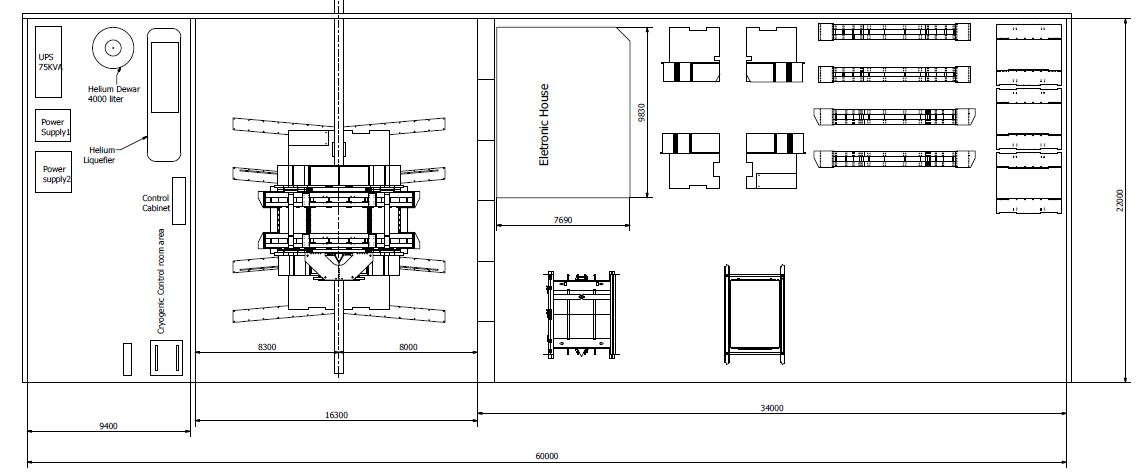 UPS
75KVA
Helium Dewar
4000 liter
Power
Supply1
Helium
Liquefier
Power
supply2
Control
Cabinet
Cryogenic Control room area
Eletronic House
9830
7690
22000
8300
8000
16300
34000
9400
60000